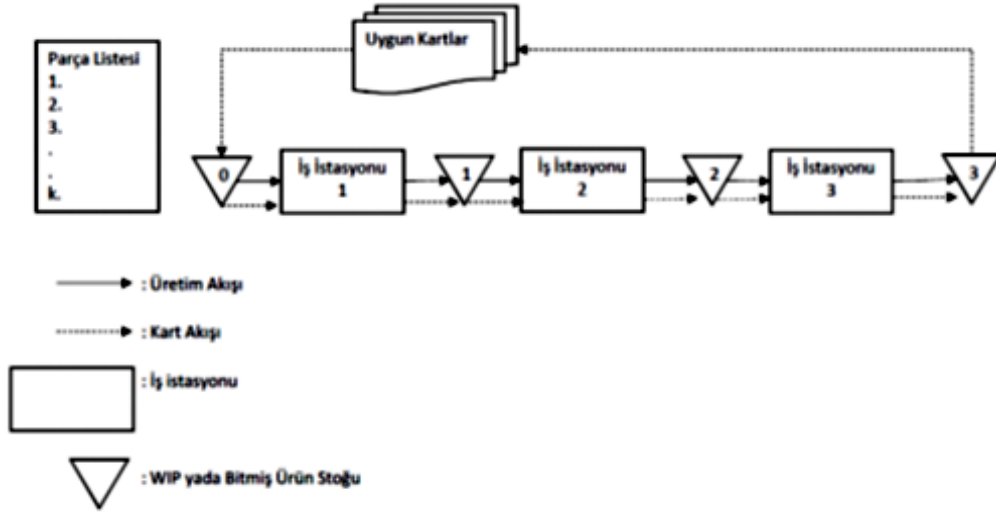 Uygun Kartlar
Parça Listesi
1.
2.
3.
.
.
k.
0
İş İstasyonu
1
1
İş İstasyonu
2
2
İş İstasyonu
3
3
: Üretim Akışı
: Kart Akışı
: İş istasyonu
: WIP yada Bitmiş Ürün Stoğu